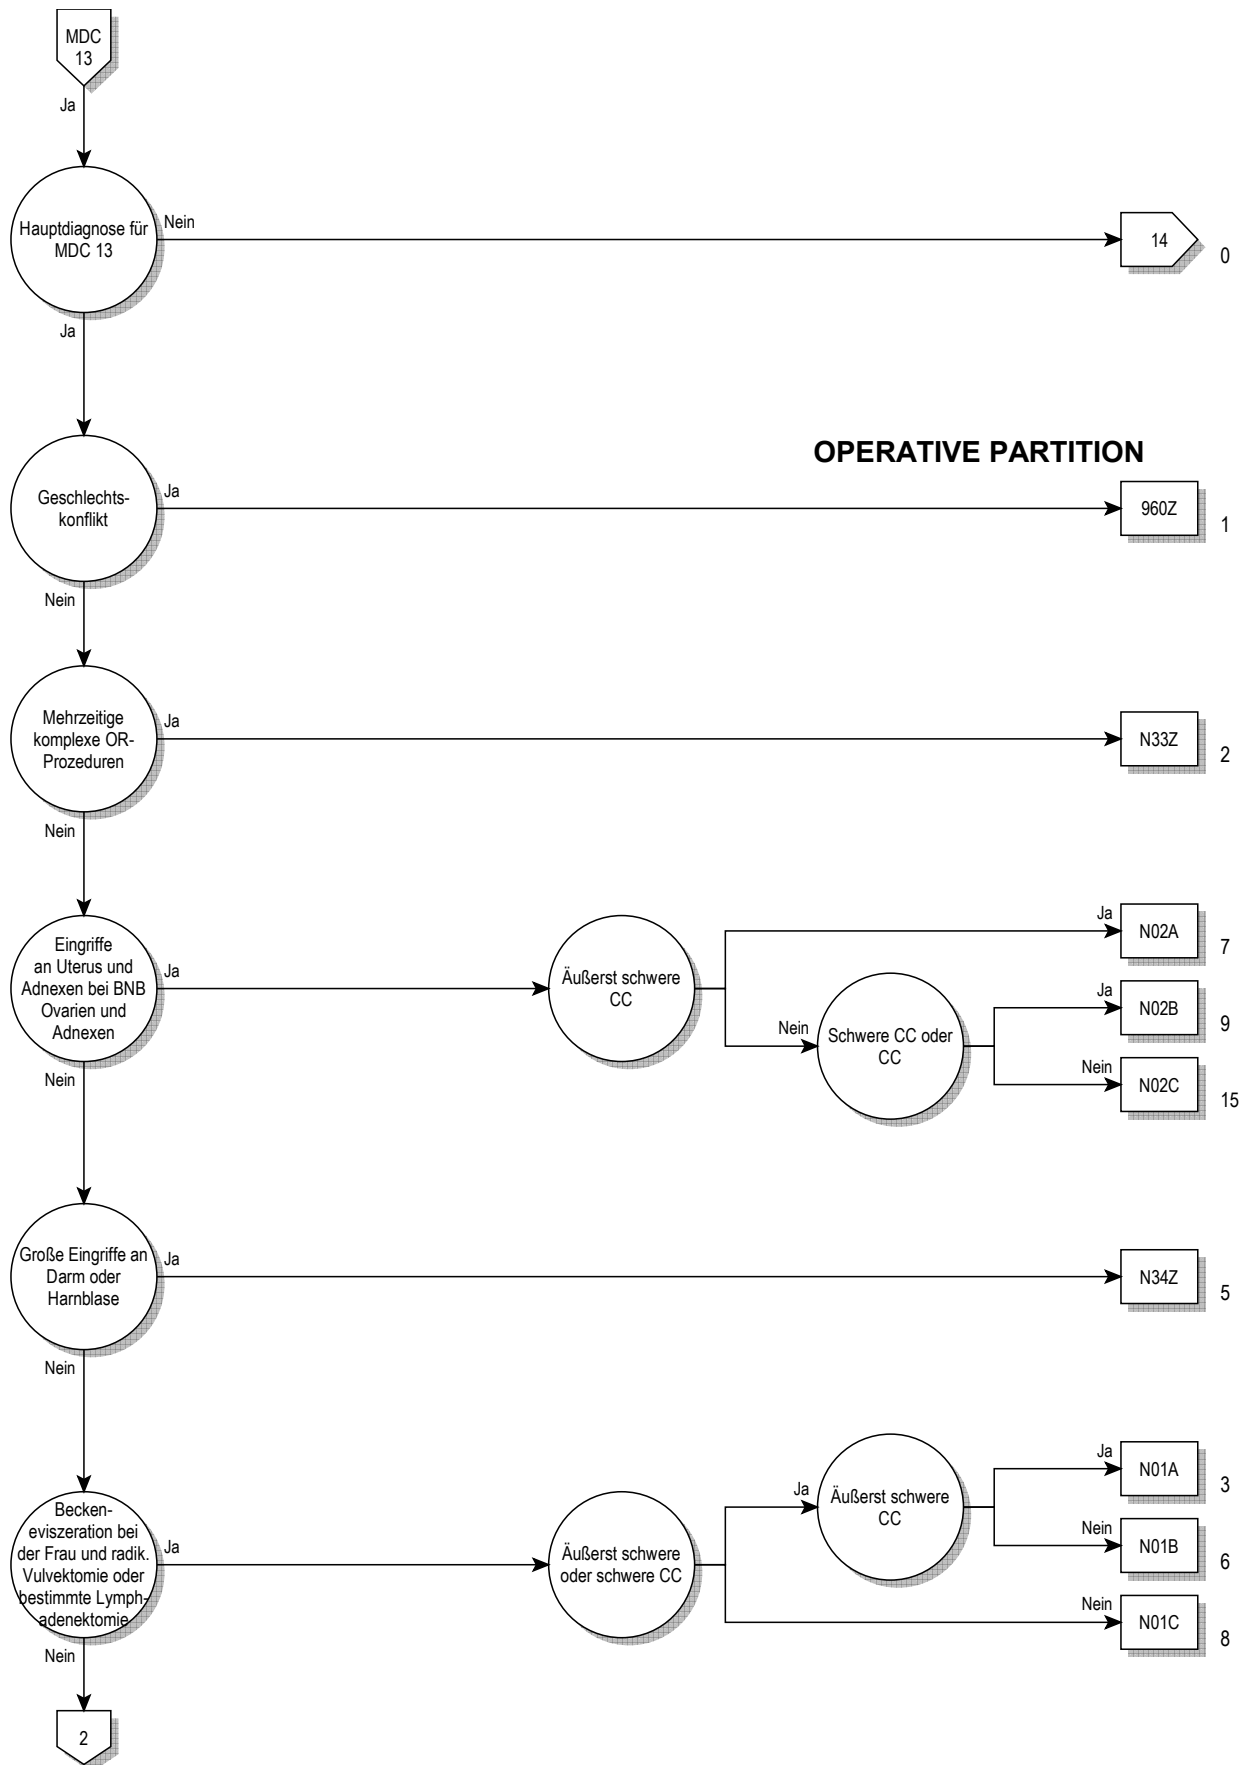 MDC
13
Ja
Hauptdiagnose für
MDC 13
Nein
14
0
Ja
OPERATIVE PARTITION
Geschlechts-
konflikt
Ja
960Z
1
Nein
Mehrzeitige
komplexe OR-
Prozeduren
Ja
N33Z
2
Nein
Eingriffe
an Uterus und
Adnexen bei BNB
Ovarien und
Adnexen
Ja
Äußerst schwere
CC
Ja
N02A
7
Nein
Schwere CC oder
CC
Ja
N02B
9
Nein
N02C
15
Nein
Große Eingriffe an
Darm oder
Harnblase
Ja
N34Z
5
Nein
Becken-
eviszeration bei
der Frau und radik.
Vulvektomie oder
bestimmte Lymph-
adenektomie
Ja
Äußerst schwere
oder schwere CC
Ja
Äußerst schwere
CC
Ja
N01A
3
Nein
N01B
6
Nein
N01C
8
Nein
2